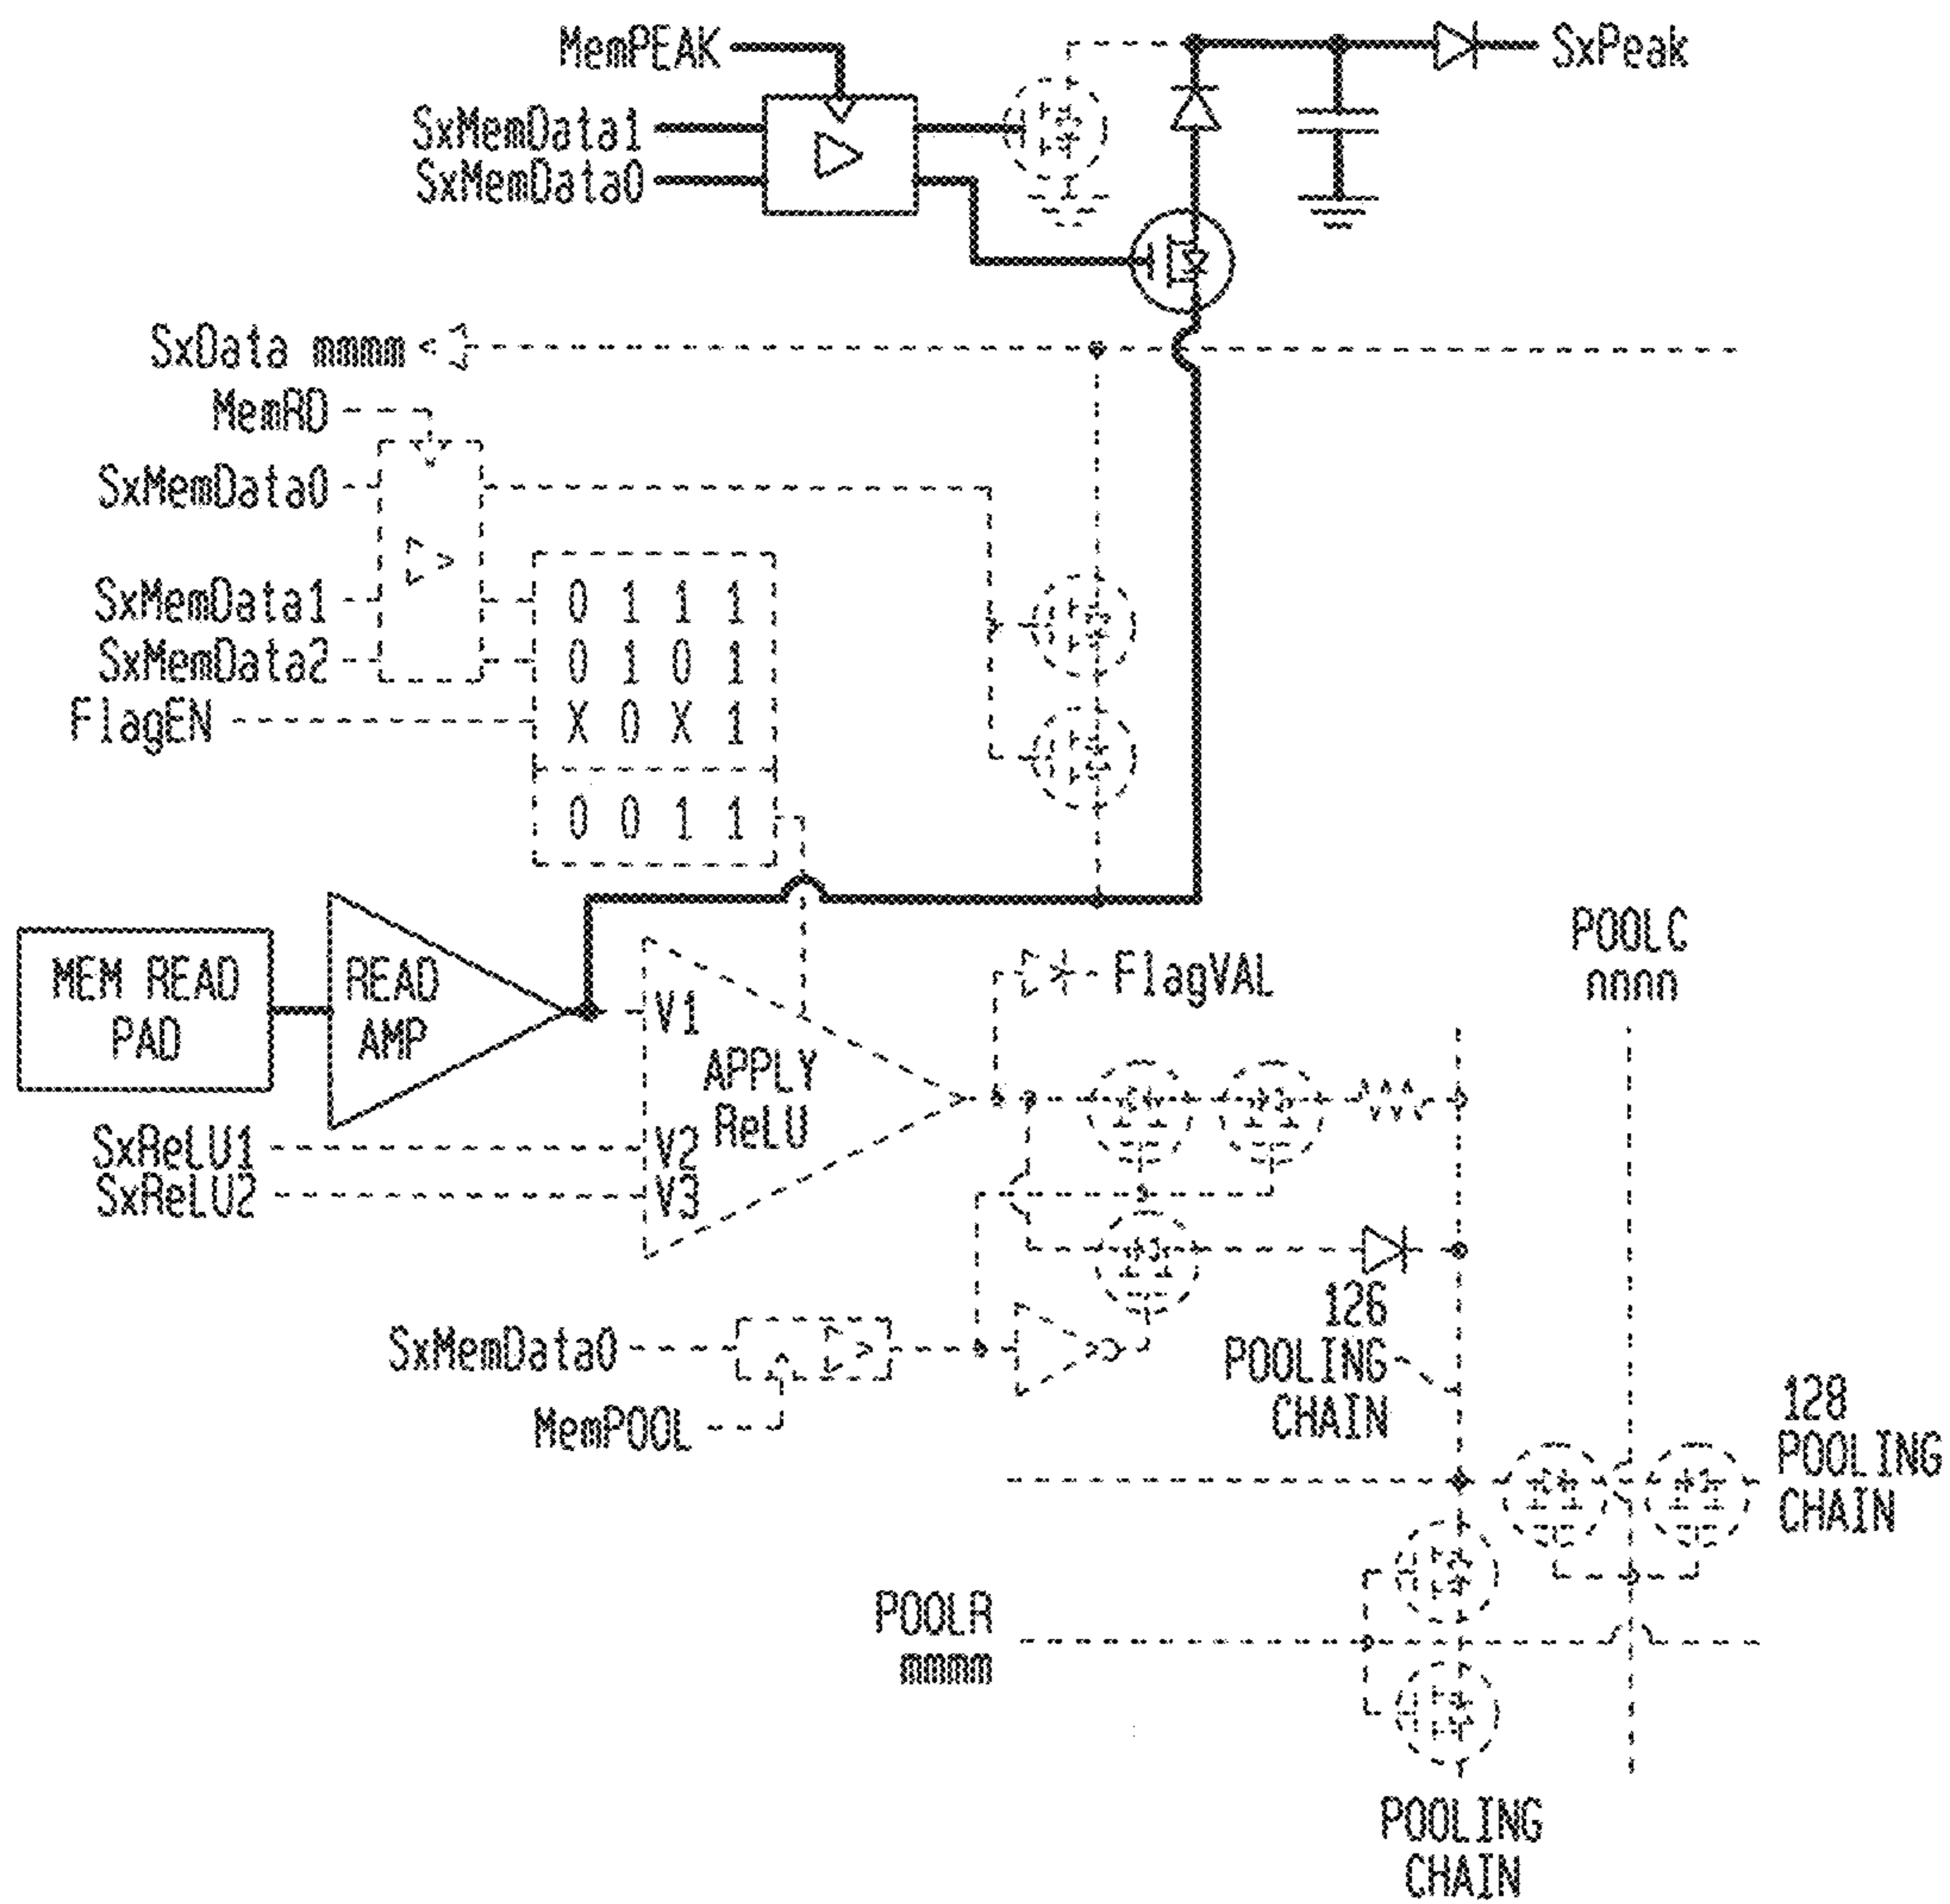 MemPEAK
SxPeak
SxMemData1
SxMemData0
SxData mmmm
MemRD
SxMemData0
SxMemData1
SxMemData2
FlagEN
0 1 1 1
0 1 0 1
X 0 X 1
0 0 1 1
MEM READ
PAD
READ
AMP
V1
APPLY
ReLU
V2
V3
SxReLU1
SxReLU2
FlagVAL
POOLC
nnnn
SxMemData0
MemPOOL
126
POOLING
CHAIN
128
POOLING
CHAIN
POOLR
mmmm
POOLING
CHAIN